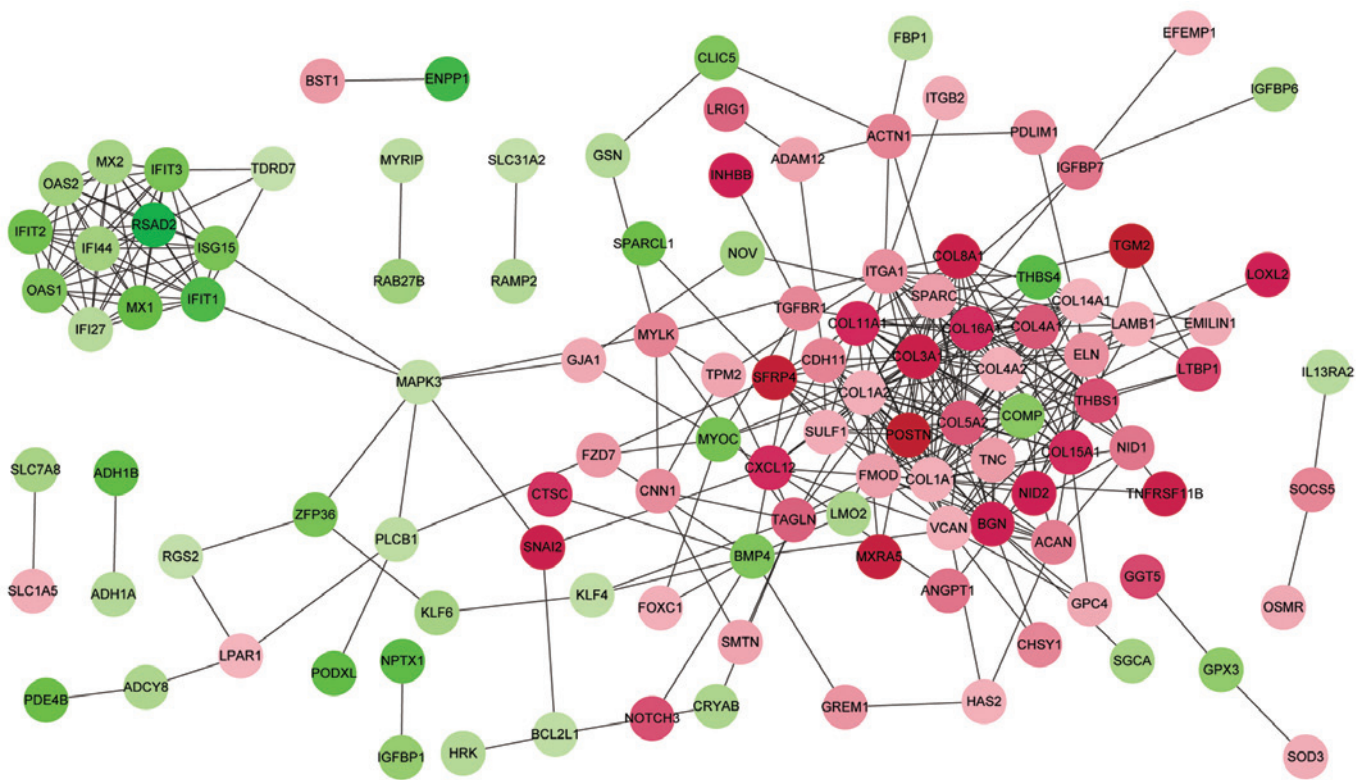 FBP1
EFEMP1
CLIC5
BST1
ENPP1
ITGB2
IGFBP6
LRIG1
ACTN1
PDLIM1
MX2
IFIT3
TDRD7
MYRIP
SLC31A2
GSN
ADAM12
IGFBP7
OAS2
INHBB
RSAD2
IFIT2
IFI44
ISG15
SPARCL1
NOV
COL8A1
TGM2
ITGA1
THBS4
LOXL2
RAB27B
RAMP2
OAS1
MX1
IFIT1
SPARC
COL14A1
TGFBR1
IFI27
COL11A1
COL16A1
COL4A1
LAMB1
EMILIN1
MYLK
GJA1
CDH11
COL3A1
ELN
TPM2
SFRP4
COL4A2
LTBP1
IL13RA2
MAPK3
COL1A2
THBS1
COL5A2
COMP
SULF1
POSTN
MYOC
COL15A1
NID1
FZD7
CXCL12
FMOD
TNC
SLC7A8
ADH1B
COL1A1
CTSC
CNN1
NID2
TNFRSF11B
SOCS5
ZFP36
TAGLN
LMO2
VCAN
BGN
ACAN
PLCB1
SNAI2
BMP4
MXRA5
RGS2
GGT5
SLC1A5
ADH1A
KLF4
ANGPT1
KLF6
FOXC1
GPC4
OSMR
SMTN
CHSY1
LPAR1
SGCA
NPTX1
PODXL
GPX3
PDE4B
ADCY8
HAS2
CRYAB
GREM1
NOTCH3
BCL2L1
HRK
IGFBP1
SOD3